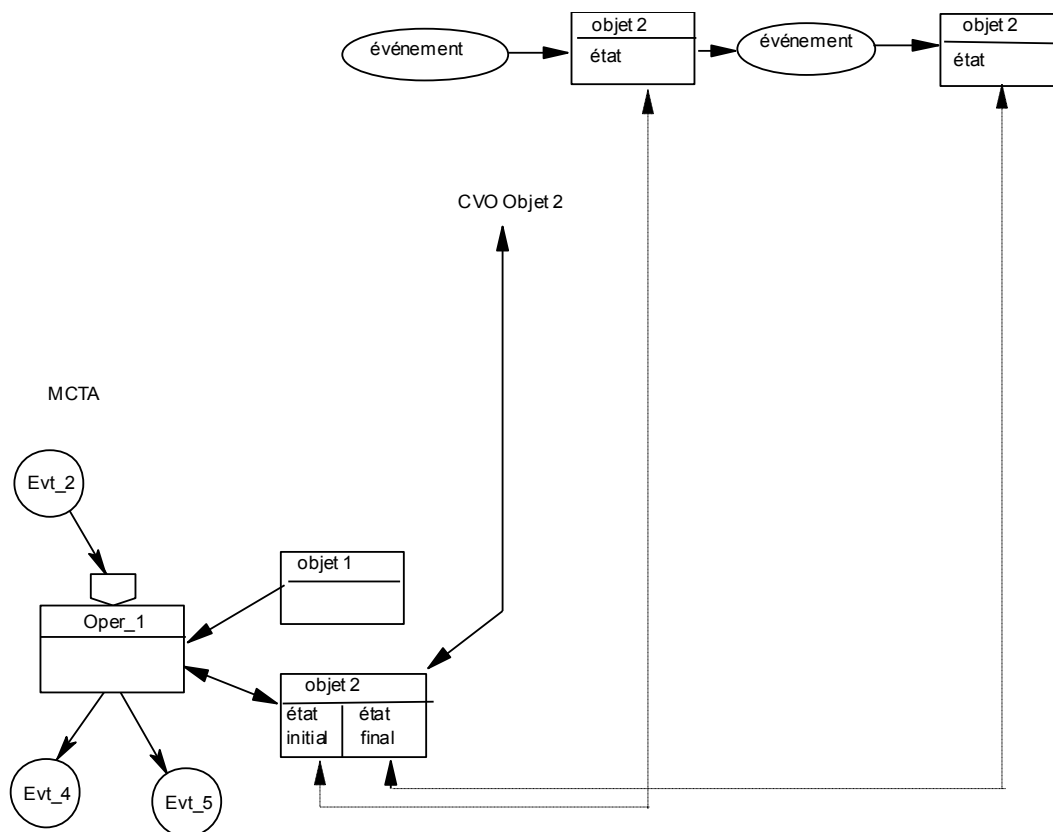 événement
objet 2
état
événement
objet 2
état
CVO Objet 2
MCTA
Evt_2
objet 1
Oper_1
objet 2
état
initial
état
final
Evt_4
Evt_5